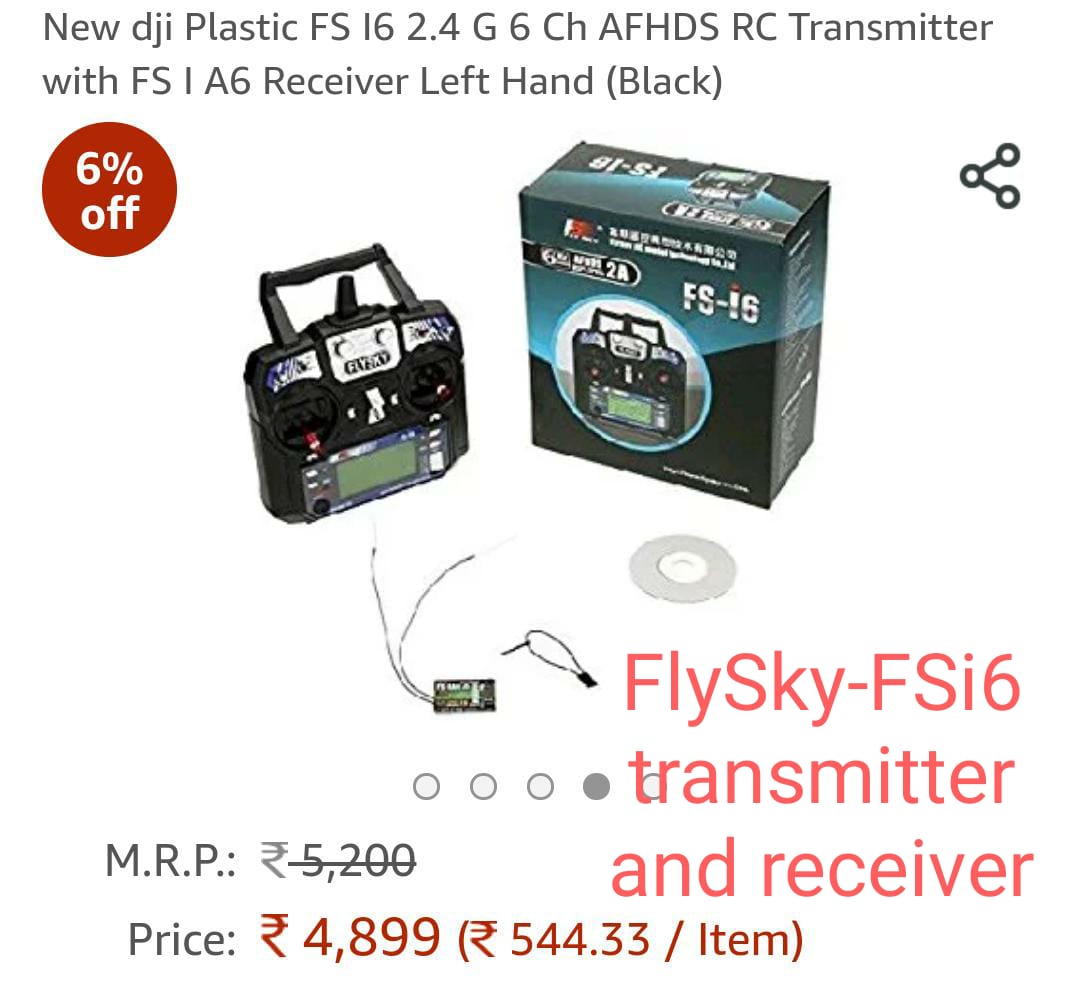 New dji Plastic FS I6 2.4 G 6 Ch AFHDS RC Transmitter
with FS I A6 Receiver Left Hand (Black)
6%
off
FS-i6
2A
FS-i6
FLYSKY
FlySky-FSi6
transmitter
and receiver
M.R.P.: ₹ 5,200
Price: ₹ 4,899 (₹ 544.33 / Item)